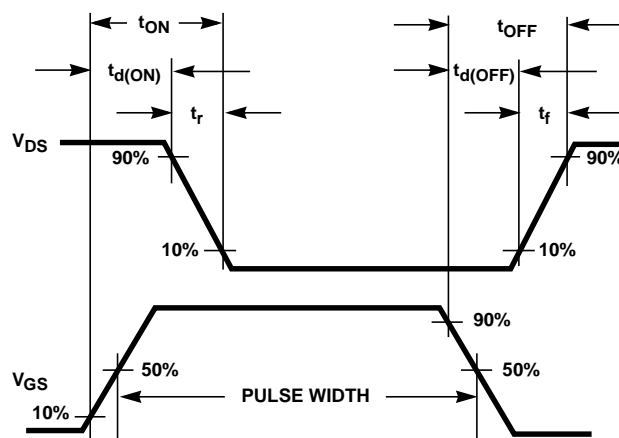 tON tOFF
td(ON) td(OFF)
tr tf
VDS
90% 90%
10% 10%
90%
50% 50%
VGS PULSE WIDTH
10%